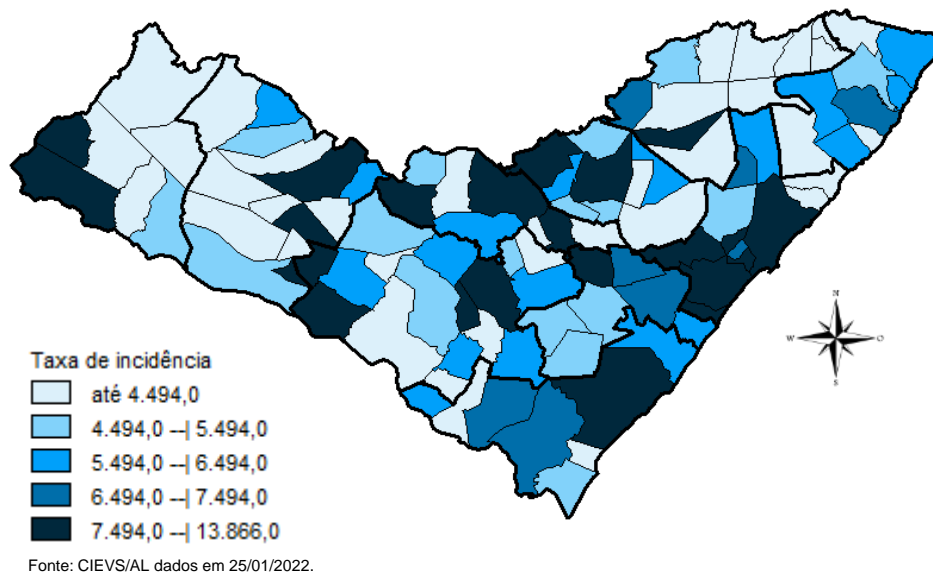 N
W
O
S
Taxa de incidência
até 4.494,0
4.494,0 --| 5.494,0
5.494,0 --| 6.494,0
6.494,0 --| 7.494,0
7.494,0 --| 13.866,0
Fonte: CIEVS/AL dados em 25/01/2022.